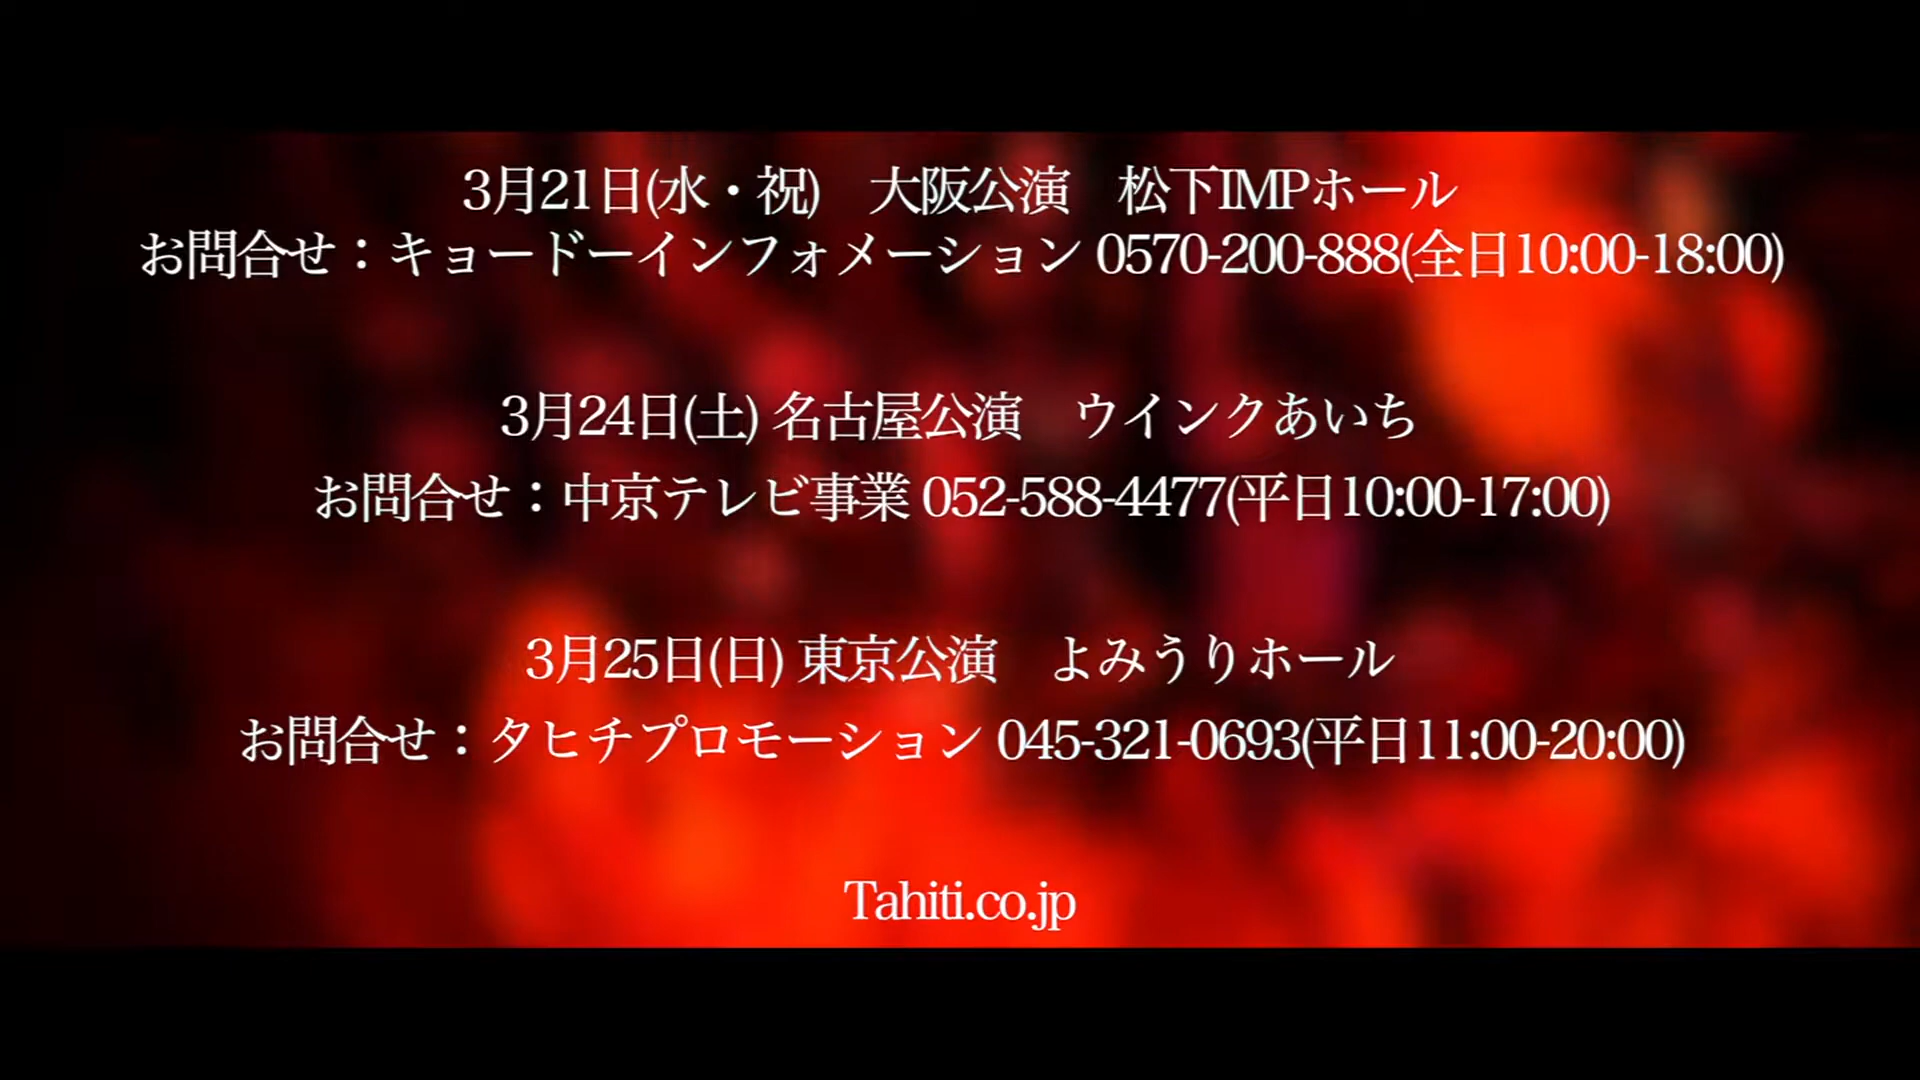 3月21日(水・祝)　大阪公演　松下IMPホール
お問合せ：キョードーインフォメーション 0570-200-888(全日10:00-18:00)
3月24日(土) 名古屋公演　ウインクあいち
お問合せ：中京テレビ事業 052-588-4477(平日10:00-17:00)
3月25日(日) 東京公演　よみうりホール
お問合せ：タヒチプロモーション 045-321-0693(平日11:00-20:00)
Tahiti.co.jp